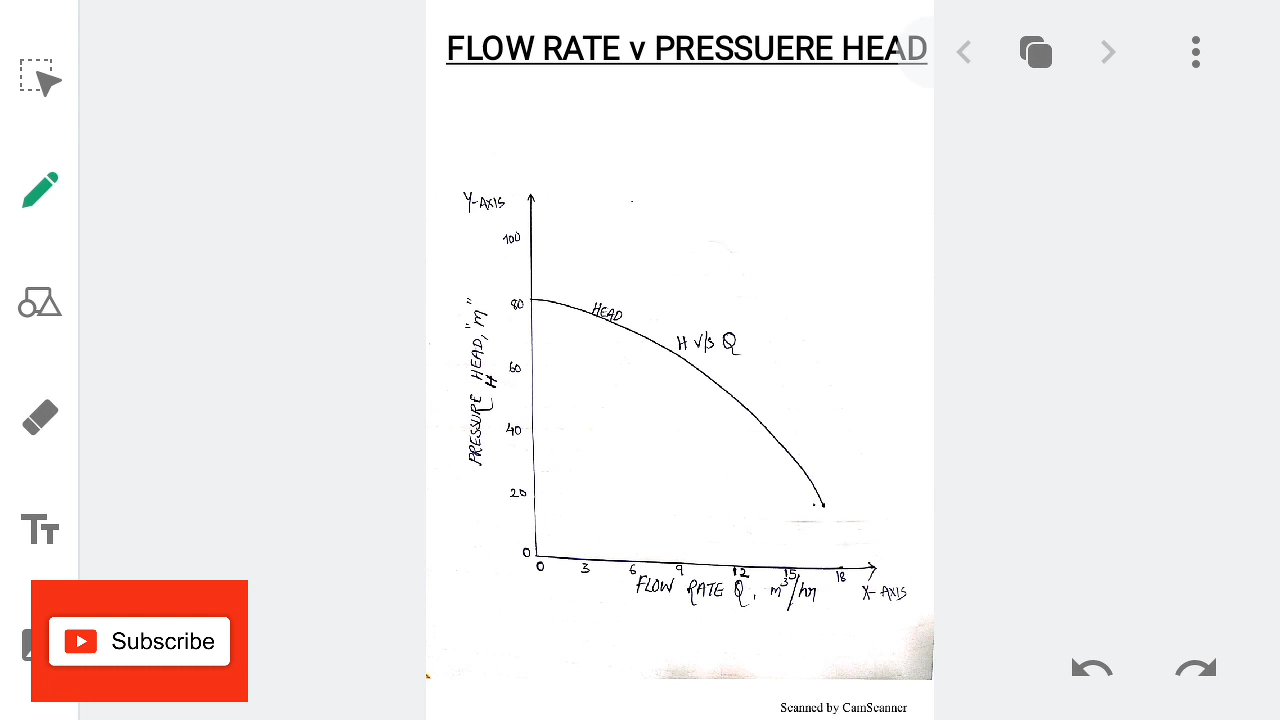 FLOW RATE v PRESSUERE HEAD
Y-AXIS
100
80
60
40
20
0
PRESSURE HEAD, "m"
H
HEAD
H v/s Q
0 3 6 9 12 15 18
FLOW RATE Q, m³/hr
X-AXIS
TT
Subscribe
Scanned by CamScanner